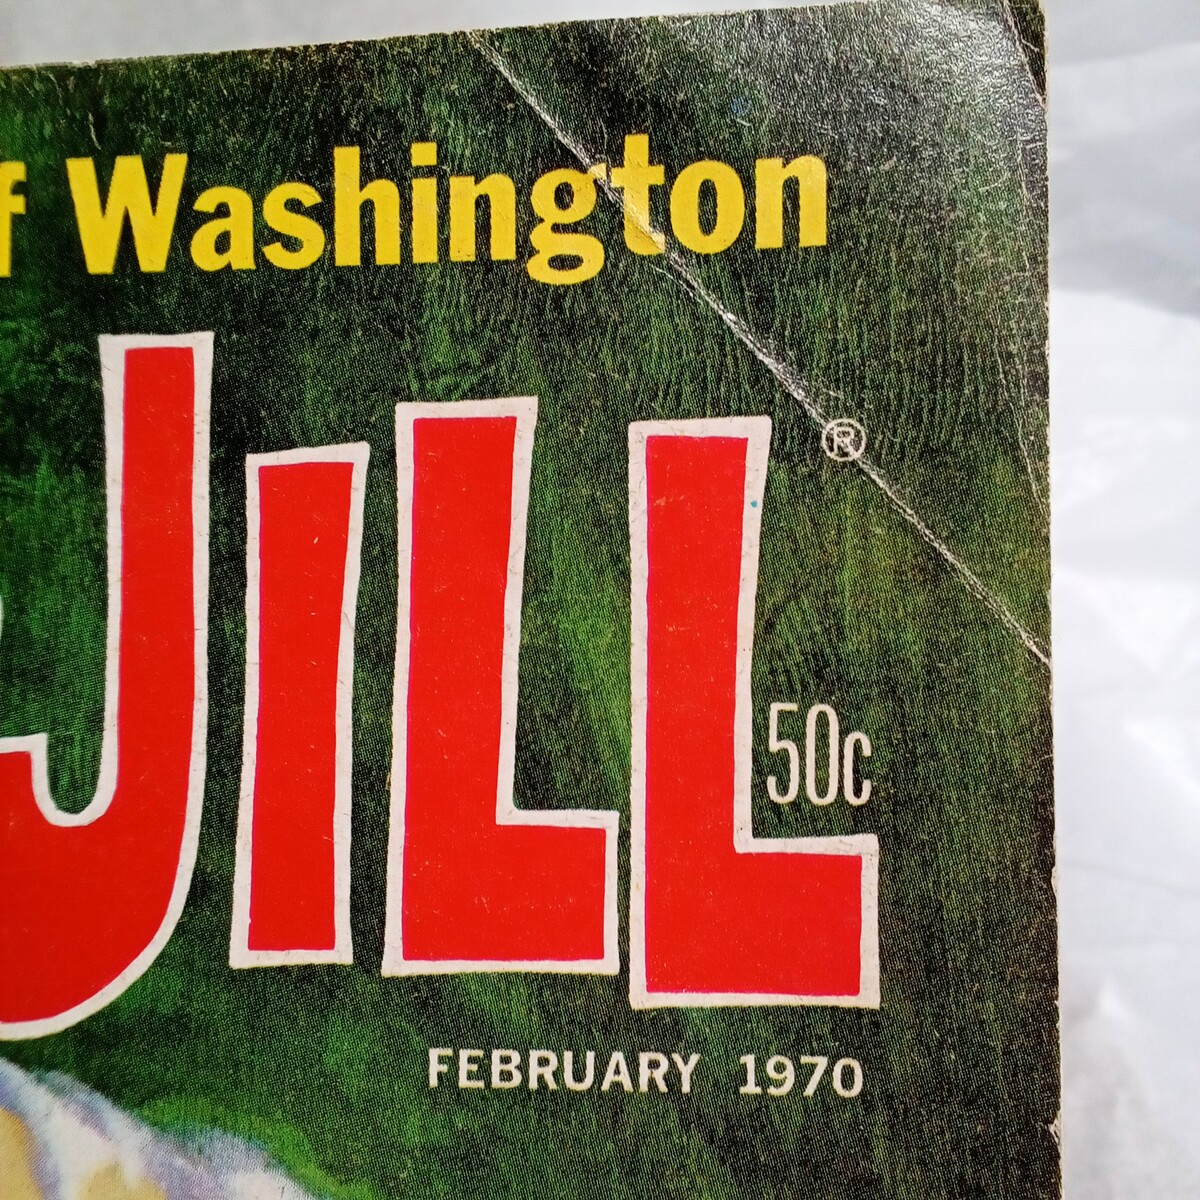 f Washington
JILL ®
50c
FEBRUARY 1970